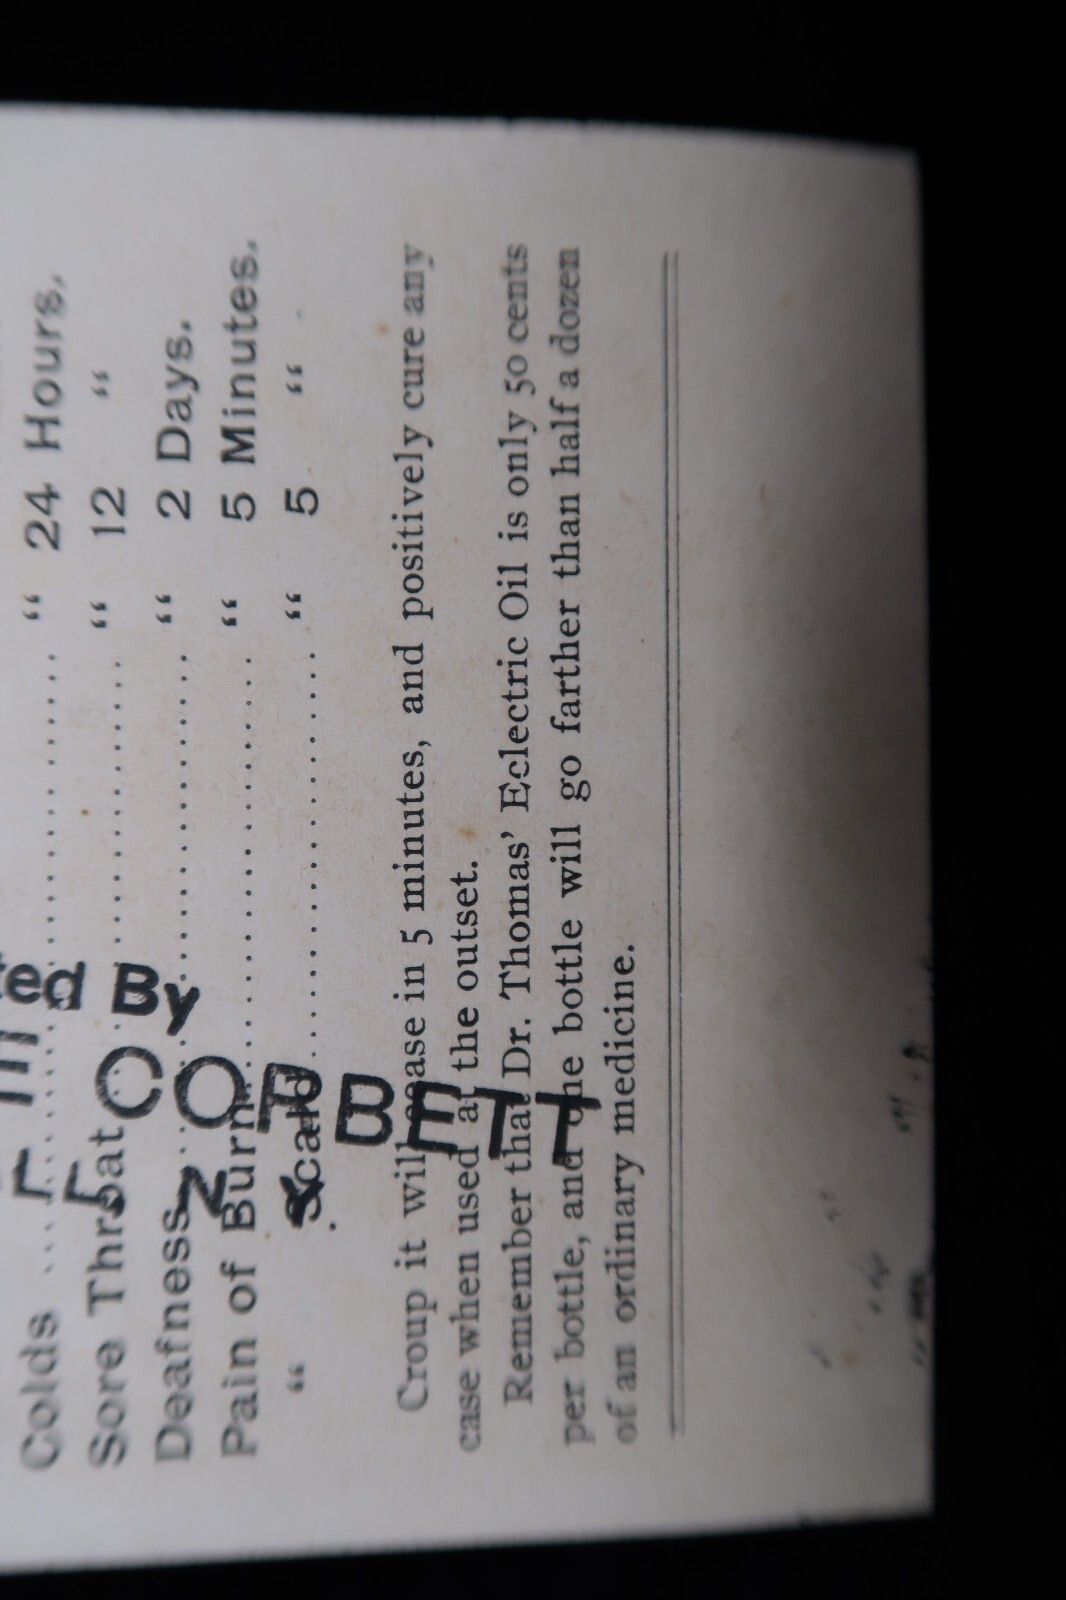 Colds ........................ “ 24 Hours.
Sore Throat ................ “ 12 “
Deafness .................... “ 2 Days.
Pain of Burn ................ “ 5 Minutes.
“ Scald ................ “ 5 “
Croup it will cease in 5 minutes, and positively cure any
case when used at the outset.
Remember that Dr. Thomas’ Eclectric Oil is only 50 cents
per bottle, and one bottle will go farther than half a dozen
of an ordinary medicine.
By
CORBETT